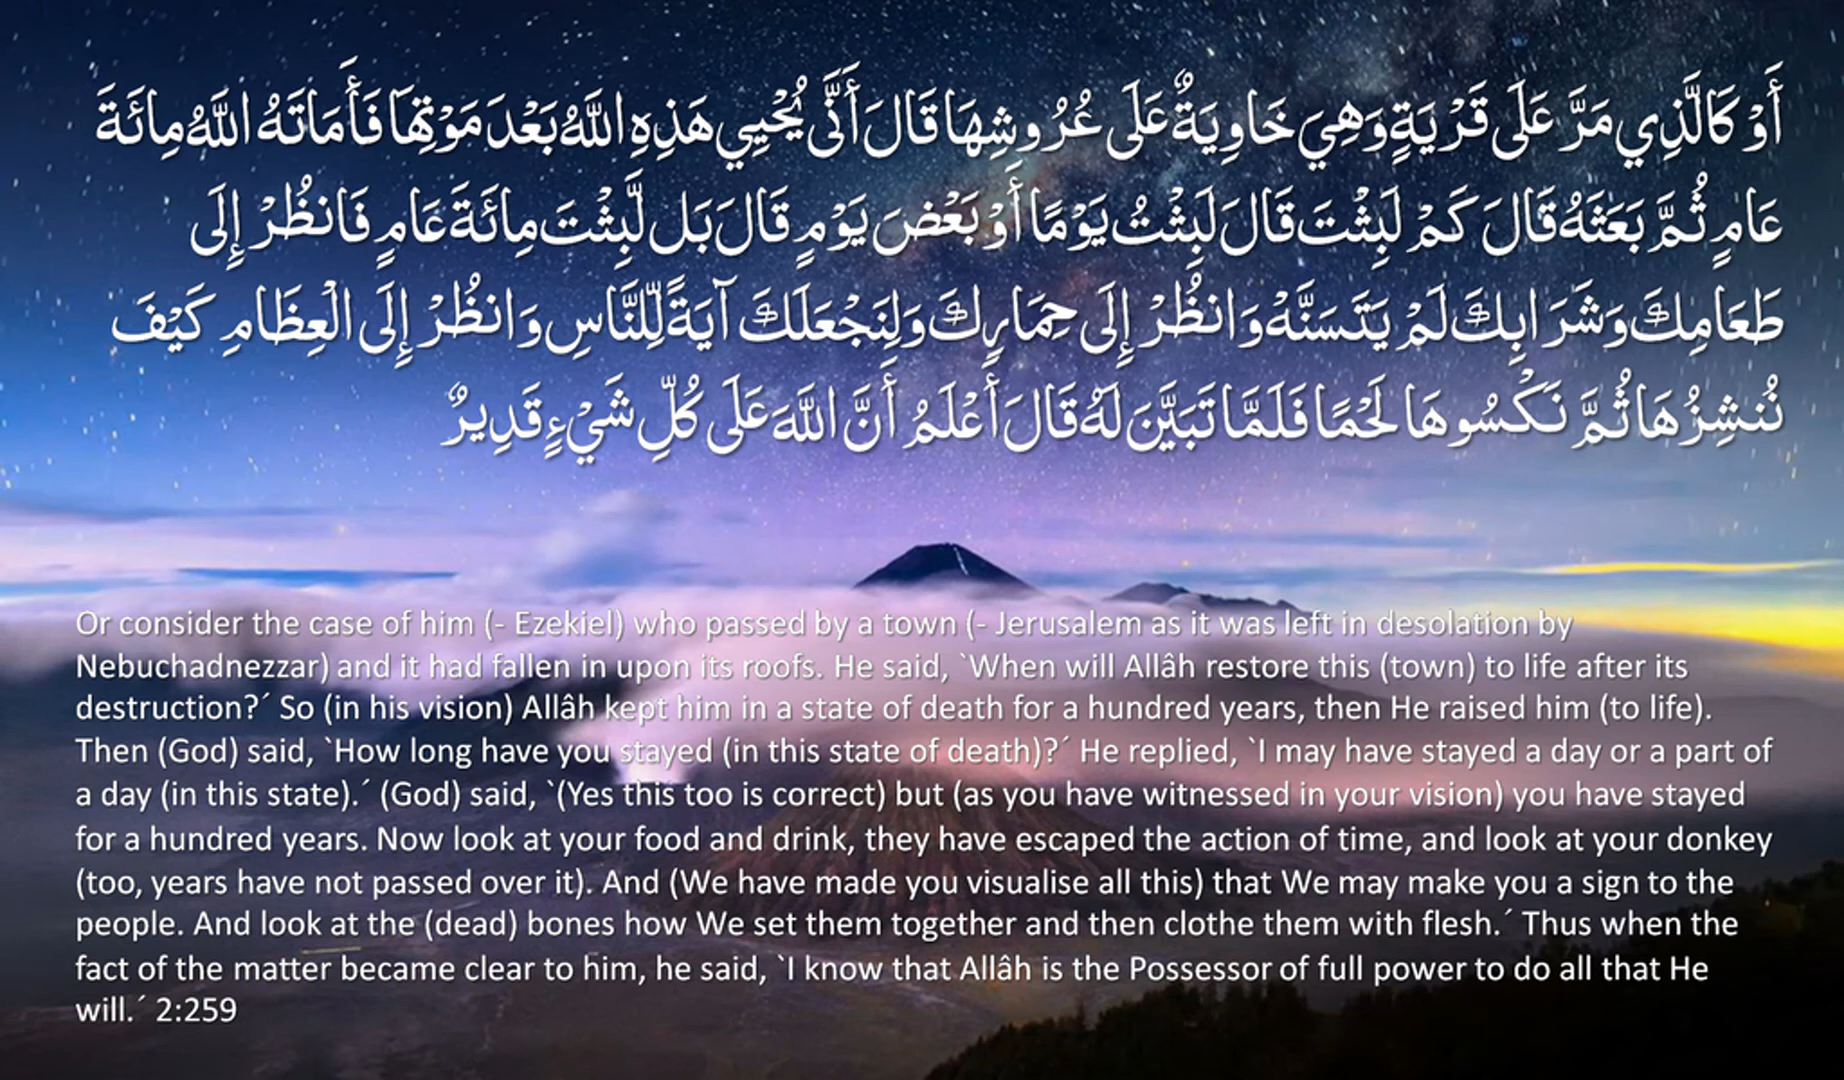 أَوْ كَالَّذِي مَرَّ عَلَى قَرْيَةٍ وَهِيَ خَاوِيَةٌ عَلَى عُرُوشِهَا قَالَ أَنَّى يُحْيِي هَذِهِ اللَّهُ بَعْدَ مَوْتِهَا فَأَمَاتَهُ اللَّهُ مِائَةَ
عَامٍ ثُمَّ بَعَثَهُ قَالَ كَمْ لَبِثْتَ قَالَ لَبِثْتُ يَوْمًا أَوْ بَعْضَ يَوْمٍ قَالَ بَل لَّبِثْتَ مِائَةَ عَامٍ فَانظُرْ إِلَى
طَعَامِكَ وَشَرَابِكَ لَمْ يَتَسَنَّهْ وَانظُرْ إِلَى حِمَارِكَ وَلِنَجْعَلَكَ آيَةً لِّلنَّاسِ وَانظُرْ إِلَى الْعِظَامِ كَيْفَ
نُنشِزُهَا ثُمَّ نَكْسُوهَا لَحْمًا فَلَمَّا تَبَيَّنَ لَهُ قَالَ أَعْلَمُ أَنَّ اللَّهَ عَلَى كُلِّ شَيْءٍ قَدِيرٌ
Or consider the case of him (- Ezekiel) who passed by a town (- Jerusalem as it was left in desolation by
Nebuchadnezzar) and it had fallen in upon its roofs. He said, `When will Allâh restore this (town) to life after its
destruction?´ So (in his vision) Allâh kept him in a state of death for a hundred years, then He raised him (to life).
Then (God) said, `How long have you stayed (in this state of death)?´ He replied, `I may have stayed a day or a part of
a day (in this state).´ (God) said, `(Yes this too is correct) but (as you have witnessed in your vision) you have stayed
for a hundred years. Now look at your food and drink, they have escaped the action of time, and look at your donkey
(too, years have not passed over it). And (We have made you visualise all this) that We may make you a sign to the
people. And look at the (dead) bones how We set them together and then clothe them with flesh.´ Thus when the
fact of the matter became clear to him, he said, `I know that Allâh is the Possessor of full power to do all that He
will.´ 2:259